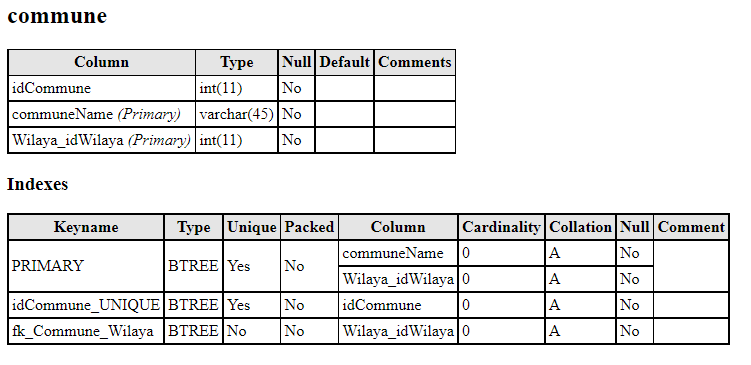 commune
Column Type Null Default Comments
idCommune int(11) No
communeName (Primary) varchar(45) No
Wilaya_idWilaya (Primary) int(11) No
Indexes
Keyname Type Unique Packed Column Cardinality Collation Null Comment
PRIMARY BTREE Yes No communeName 0 A No
Wilaya_idWilaya 0 A No
idCommune_UNIQUE BTREE Yes No idCommune 0 A No
fk_Commune_Wilaya BTREE No No Wilaya_idWilaya 0 A No